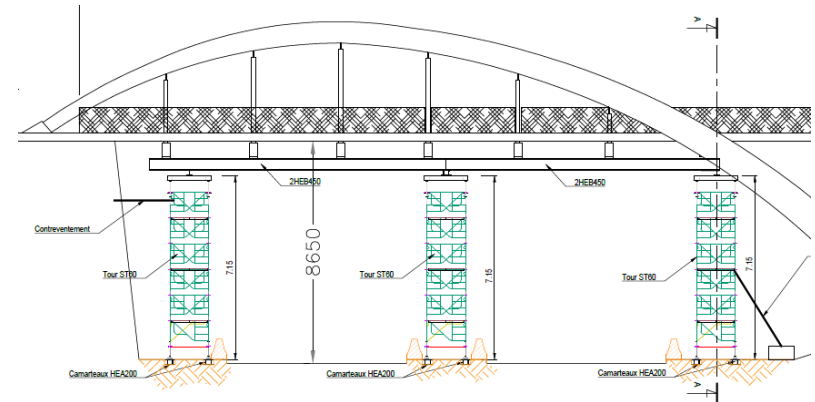 A
2HEB450
2HEB450
Contreventement
8650
Tour ST60
7.15
Tour ST60
7.15
Tour ST60
7.15
Camarteaux HEA200
Camarteaux HEA200
Camarteaux HEA200
A